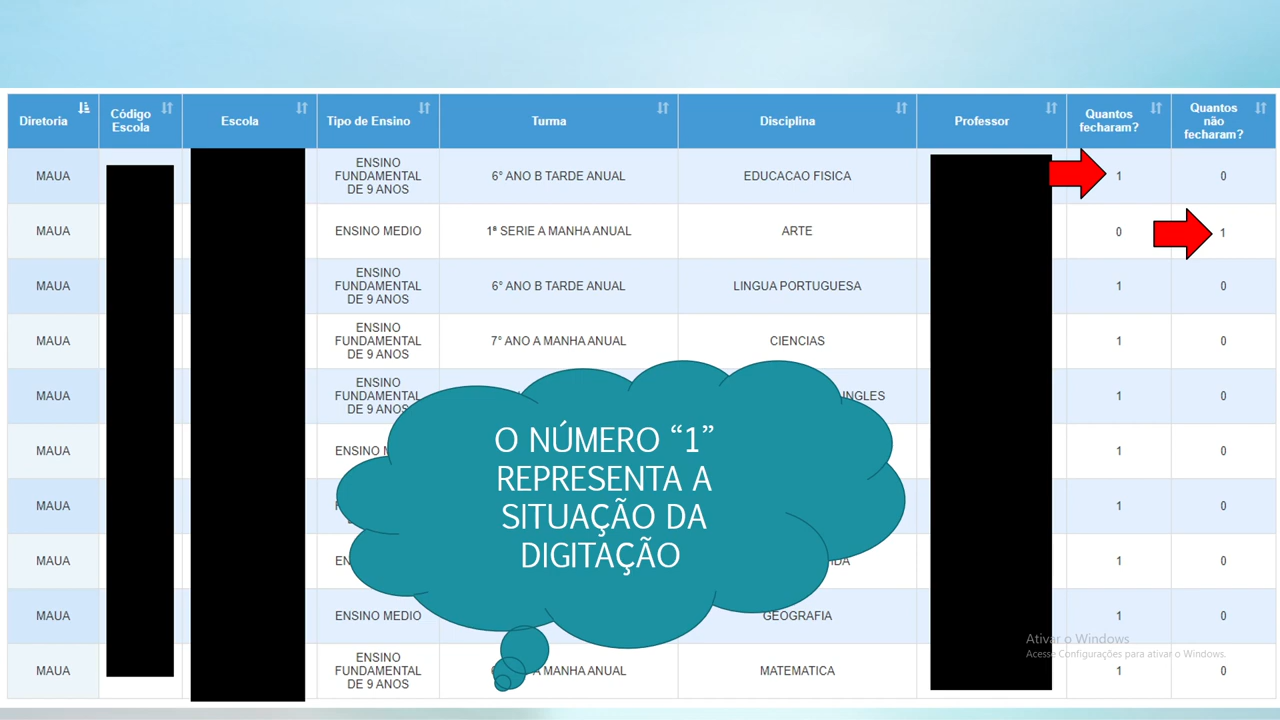 Diretoria
Código Escola
Escola
Tipo de Ensino
Turma
Disciplina
Professor
Quantos fecharam?
Quantos não fecharam?
MAUA
ENSINO FUNDAMENTAL DE 9 ANOS
6° ANO B TARDE ANUAL
EDUCACAO FISICA
1
0
MAUA
ENSINO MEDIO
1ª SERIE A MANHA ANUAL
ARTE
0
1
MAUA
ENSINO FUNDAMENTAL DE 9 ANOS
6° ANO B TARDE ANUAL
LINGUA PORTUGUESA
1
0
MAUA
ENSINO FUNDAMENTAL DE 9 ANOS
7° ANO A MANHA ANUAL
CIENCIAS
1
0
MAUA
ENSINO FUNDAMENTAL DE 9 ANOS
INGLES
1
0
MAUA
ENSINO
1
0
MAUA
1
0
MAUA
1
0
MAUA
ENSINO MEDIO
GEOGRAFIA
1
0
MAUA
ENSINO FUNDAMENTAL DE 9 ANOS
A MANHA ANUAL
MATEMATICA
1
0
O NÚMERO “1”
REPRESENTA A
SITUAÇÃO DA
DIGITAÇÃO
Ativar o Windows
Acesse Configurações para ativar o Windows.